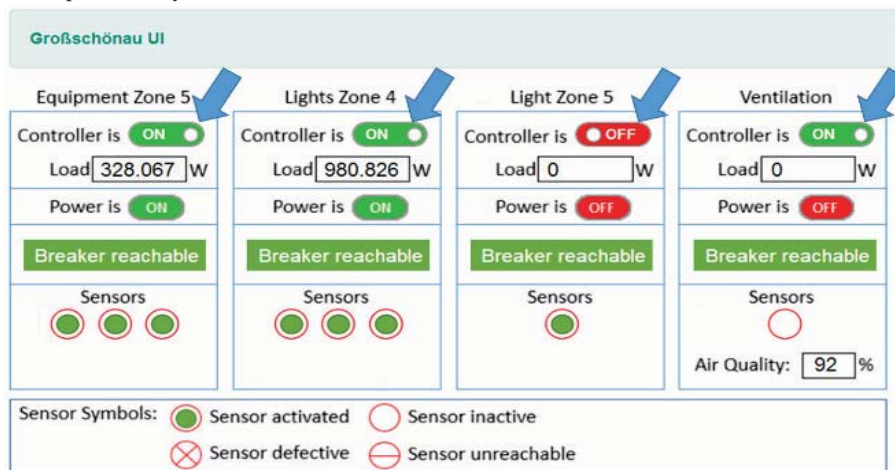 Großschönau UI
Equipment Zone 5
Controller is ON
Load 328.067 W
Power is ON
Breaker reachable
Sensors
Lights Zone 4
Controller is ON
Load 980.826 W
Power is ON
Breaker reachable
Sensors
Light Zone 5
Controller is OFF
Load 0 W
Power is OFF
Breaker reachable
Sensors
Ventilation
Controller is ON
Load 0 W
Power is OFF
Breaker reachable
Sensors
Air Quality: 92 %
Sensor Symbols: Sensor activated Sensor inactive
Sensor defective Sensor unreachable